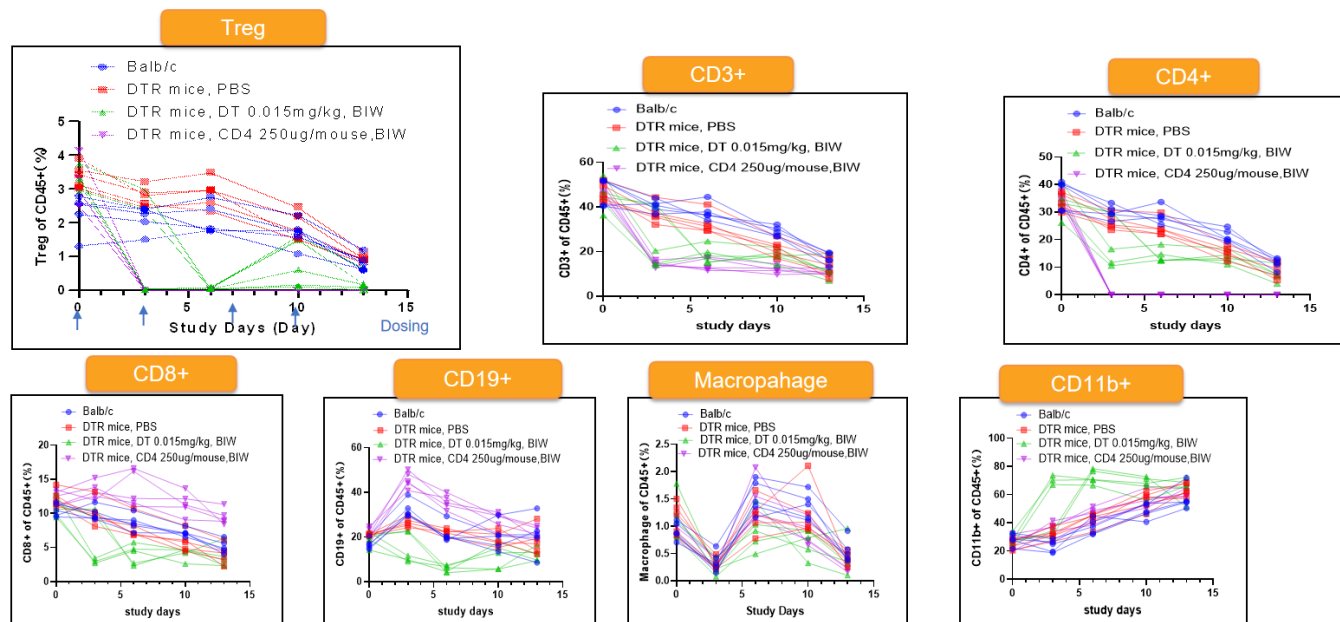 Treg
Balb/c
DTR mice, PBS
DTR mice, DT 0.015mg/kg, BIW
DTR mice, CD4 250ug/mouse,BIW
Treg of CD45+(%)
5
4
3
2
1
0
0
5
10
15
Study Days (Day)
Dosing
CD3+
Balb/c
DTR mice, PBS
DTR mice, DT 0.015mg/kg, BIW
DTR mice, CD4 250ug/mouse,BIW
CD3+ of CD45+(%)
60
40
20
0
0
5
10
15
study days
CD4+
Balb/c
DTR mice, PBS
DTR mice, DT 0.015mg/kg, BIW
DTR mice, CD4 250ug/mouse,BIW
CD4+ of CD45+(%)
50
40
30
20
10
0
0
5
10
15
study days
CD8+
Balb/c
DTR mice, PBS
DTR mice, DT 0.015mg/kg, BIW
DTR mice, CD4 250ug/mouse,BIW
CD8+ of CD45+(%)
20
15
10
5
0
0
5
10
15
study days
CD19+
Balb/c
DTR mice, PBS
DTR mice, DT 0.015mg/kg, BIW
DTR mice, CD4 250ug/mouse,BIW
CD19+ of CD45+(%)
60
40
20
0
0
5
10
15
study days
Macropahage
Balb/c
DTR mice, PBS
DTR mice, DT 0.015mg/kg, BIW
DTR mice, CD4 250ug/mouse,BIW
Macrophage of CD45+(%)
2.5
2.0
1.5
1.0
0.5
0.0
0
5
10
15
Study Days
CD11b+
Balb/c
DTR mice, PBS
DTR mice, DT 0.015mg/kg, BIW
DTR mice, CD4 250ug/mouse,BIW
CD11b+ of CD45+(%)
100
80
60
40
20
0
0
5
10
15
study days